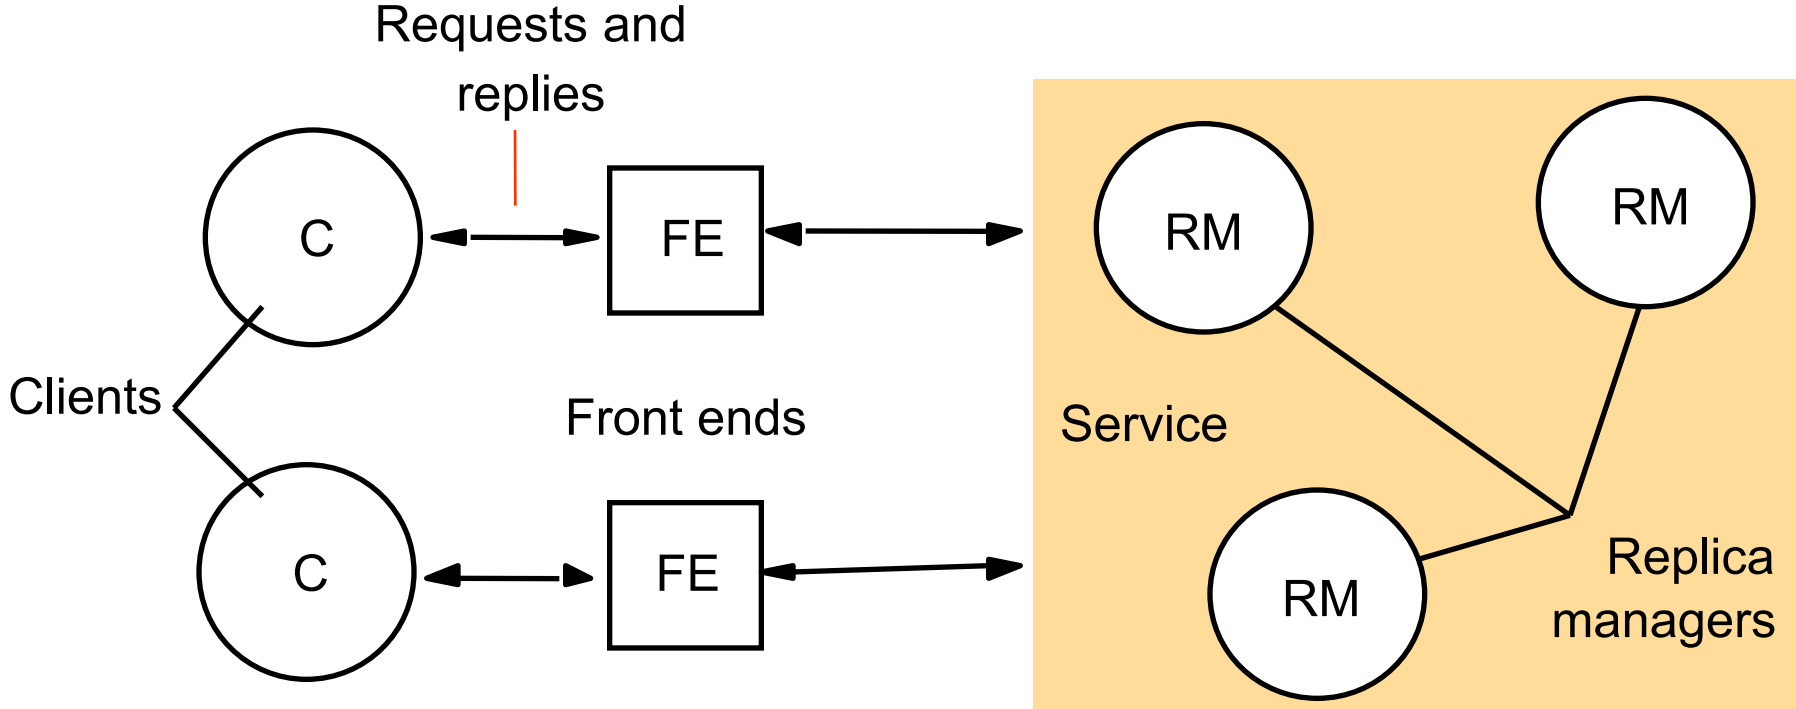 Requests and
replies
C
FE
RM
RM
Clients
Front ends
Service
C
FE
RM
Replica
managers